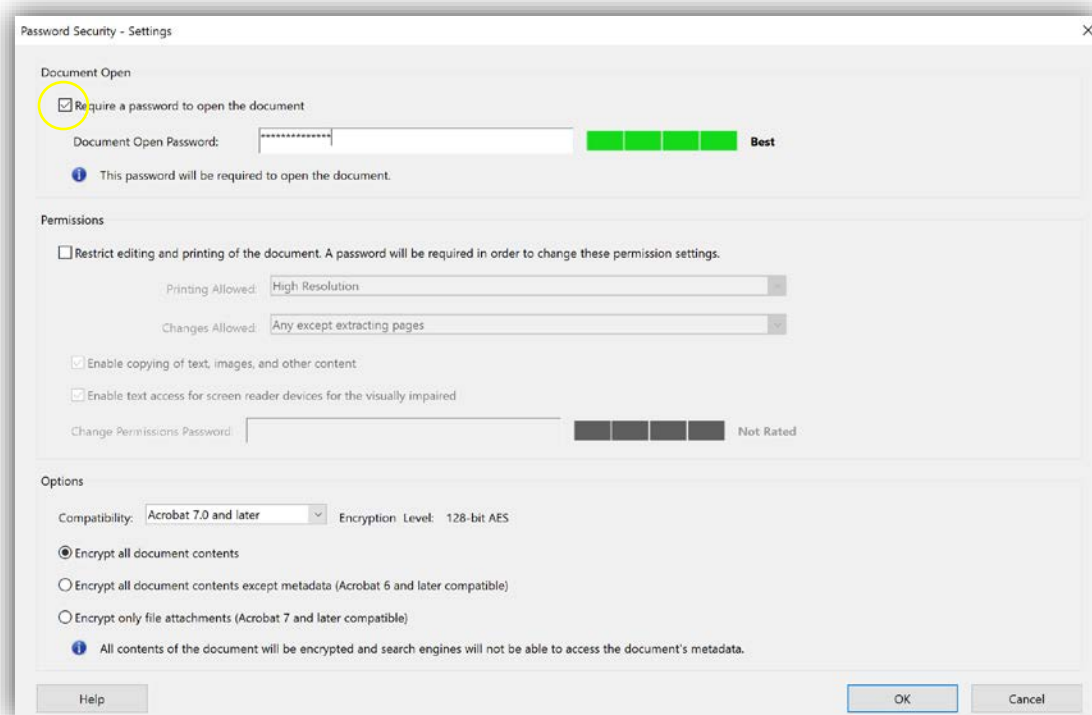 Password Security - Settings
Document Open
Require a password to open the document
Document Open Password: ************** Best
This password will be required to open the document.
Permissions
Restrict editing and printing of the document. A password will be required in order to change these permission settings.
Printing Allowed: High Resolution
Changes Allowed: Any except extracting pages
Enable copying of text, images, and other content
Enable text access for screen reader devices for the visually impaired
Change Permissions Password: Not Rated
Options
Compatibility: Acrobat 7.0 and later Encryption Level: 128-bit AES
Encrypt all document contents
Encrypt all document contents except metadata (Acrobat 6 and later compatible)
Encrypt only file attachments (Acrobat 7 and later compatible)
All contents of the document will be encrypted and search engines will not be able to access the document's metadata.
Help OK Cancel